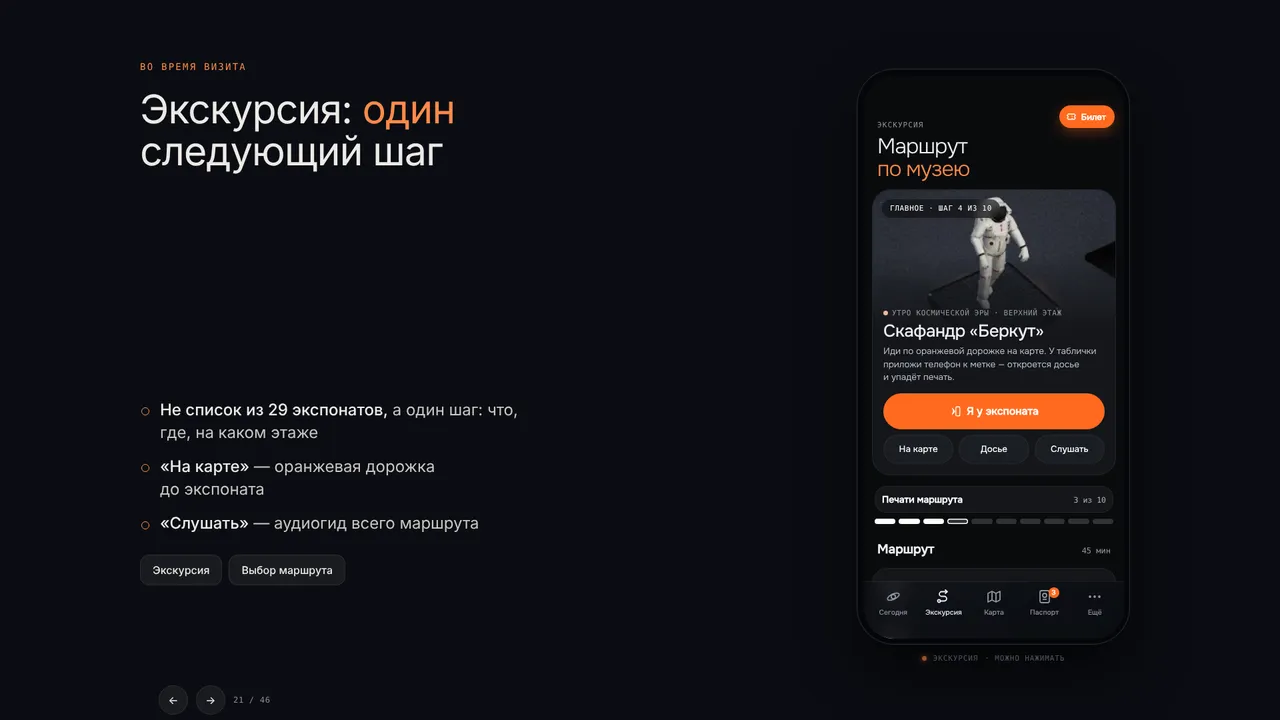 ВО ВРЕМЯ ВИЗИТА
Экскурсия: один
следующий шаг
Не список из 29 экспонатов, а один шаг: что,
где, на каком этаже
«На карте» — оранжевая дорожка
до экспоната
«Слушать» — аудиогид всего маршрута
Экскурсия
Выбор маршрута
← → 21 / 46
Билет
ЭКСКУРСИЯ
Маршрут
по музею
ГЛАВНОЕ · ШАГ 4 ИЗ 10
УТРО КОСМИЧЕСКОЙ ЭРЫ · ВЕРХНИЙ ЭТАЖ
Скафандр «Беркут»
Иди по оранжевой дорожке на карте. У таблички
приложи телефон к метке — откроется досье
и упадёт печать.
Я у экспоната
На карте
Досье
Слушать
Печати маршрута
3 из 10
Маршрут
45 мин
3
Сегодня
Экскурсия
Карта
Паспорт
Ещё
ЭКСКУРСИЯ · МОЖНО НАЖИМАТЬ